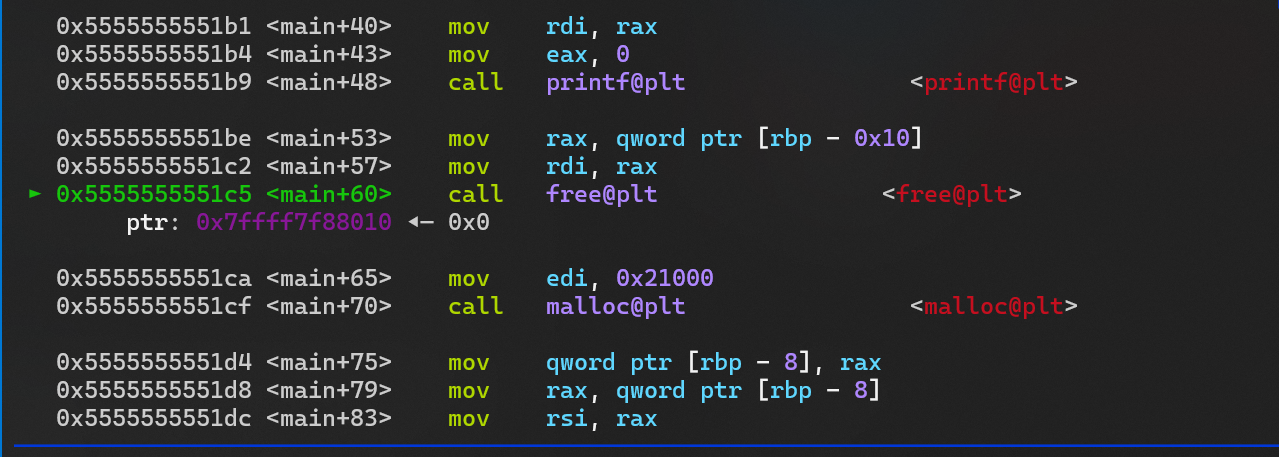 0x5555555551b1 <main+40> mov rdi, rax
0x5555555551b4 <main+43> mov eax, 0
0x5555555551b9 <main+48> call printf@plt <printf@plt>
0x5555555551be <main+53> mov rax, qword ptr [rbp - 0x10]
0x5555555551c2 <main+57> mov rdi, rax
► 0x5555555551c5 <main+60> call free@plt <free@plt>
ptr: 0x7ffff7f88010 ◂— 0x0
0x5555555551ca <main+65> mov edi, 0x21000
0x5555555551cf <main+70> call malloc@plt <malloc@plt>
0x5555555551d4 <main+75> mov qword ptr [rbp - 8], rax
0x5555555551d8 <main+79> mov rax, qword ptr [rbp - 8]
0x5555555551dc <main+83> mov rsi, rax